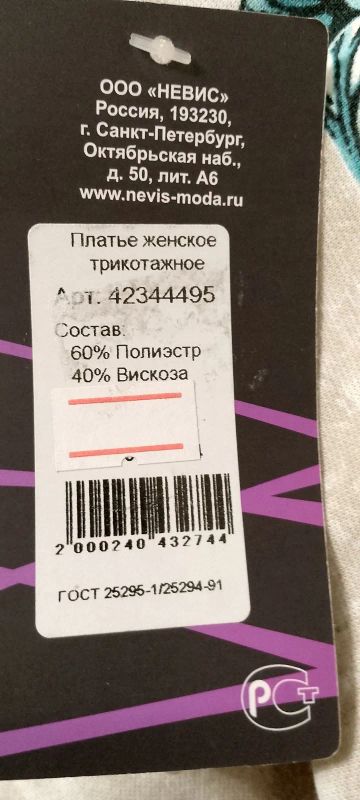 ООО «НЕВИС»
Россия, 193230,
г. Санкт-Петербург,
Октябрьская наб.,
д. 50, лит. А6
www.nevis-moda.ru
Платье женское
трикотажное
Арт. 42344495
Состав:
60% Полиэстр
40% Вискоза
2 000240 432744
ГОСТ 25295-1/25294-91
РСТ